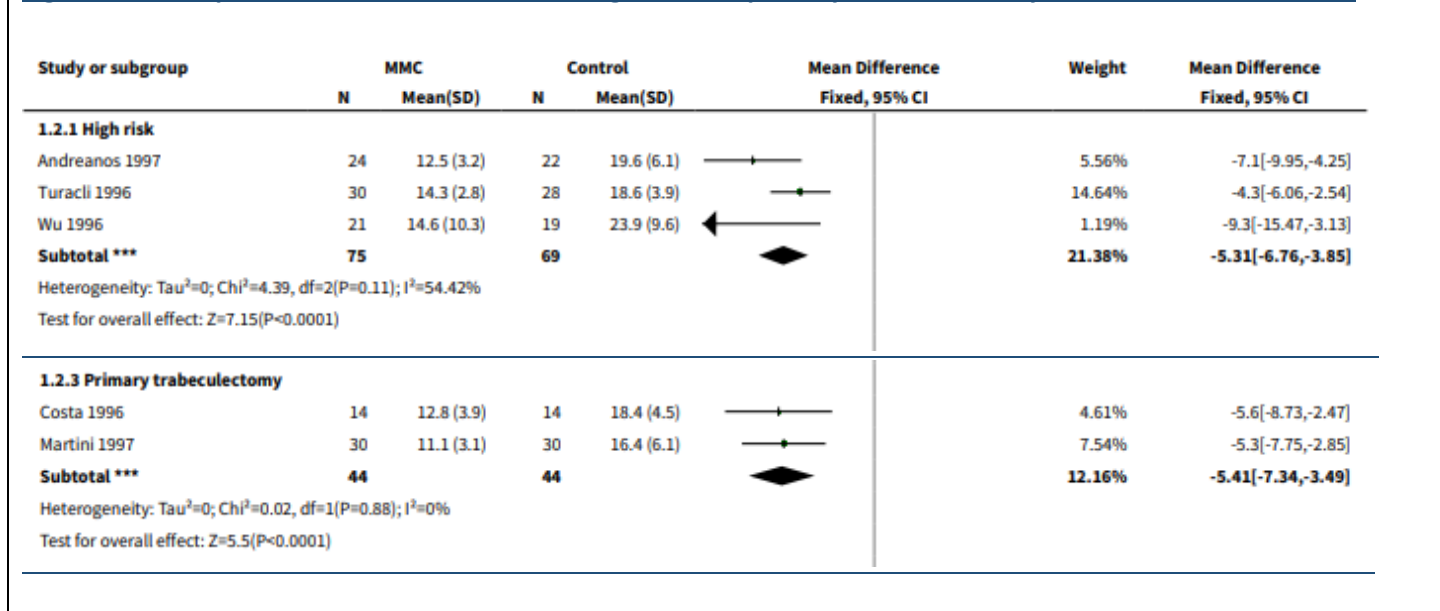 Study or subgroup MMC Control Mean Difference Weight Mean Difference
N Mean(SD) N Mean(SD) Fixed, 95% CI Fixed, 95% CI
1.2.1 High risk
Andreanos 1997 24 12.5 (3.2) 22 19.6 (6.1) 5.56% -7.1[-9.95,-4.25]
Turacli 1996 30 14.3 (2.8) 28 18.6 (3.9) 14.64% -4.3[-6.06,-2.54]
Wu 1996 21 14.6 (10.3) 19 23.9 (9.6) 1.19% -9.3[-15.47,-3.13]
Subtotal *** 75 69 21.38% -5.31[-6.76,-3.85]
Heterogeneity: Tau²=0; Chi²=4.39, df=2(P=0.11); I²=54.42%
Test for overall effect: Z=7.15(P<0.0001)
1.2.3 Primary trabeculectomy
Costa 1996 14 12.8 (3.9) 14 18.4 (4.5) 4.61% -5.6[-8.73,-2.47]
Martini 1997 30 11.1 (3.1) 30 16.4 (6.1) 7.54% -5.3[-7.75,-2.85]
Subtotal *** 44 44 12.16% -5.41[-7.34,-3.49]
Heterogeneity: Tau²=0; Chi²=0.02, df=1(P=0.88); I²=0%
Test for overall effect: Z=5.5(P<0.0001)